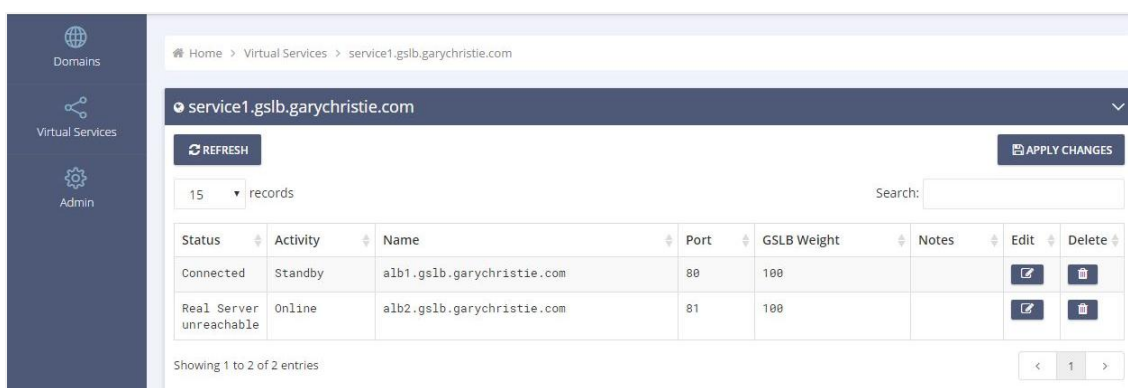 Domains
Virtual Services
Admin
Home > Virtual Services > service1.gslb.garychristie.com
service1.gslb.garychristie.com
REFRESH
APPLY CHANGES
15 records
Search:
Status Activity Name Port GSLB Weight Notes Edit Delete
Connected Standby alb1.gslb.garychristie.com 80 100
Real Server Online alb2.gslb.garychristie.com 81 100
unreachable
Showing 1 to 2 of 2 entries
< 1 >